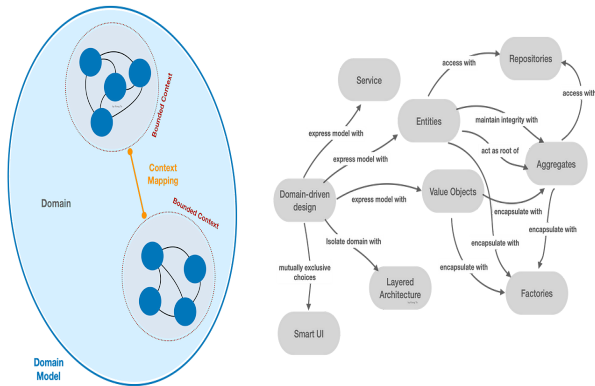 Bounded Context
Context
Mapping
Domain
Bounded Context
Domain
Model
Repositories
access with
access with
Service
Entities
maintain integrity with
express model with
act as root of
Aggregates
express model with
Domain-driven
design
express model with
Value Objects
encapsulate with
encapsulate with
encapsulate with
Isolate domain with
encapsulate with
mutually exclusive
choices
Layered
Architecture
Factories
Smart UI